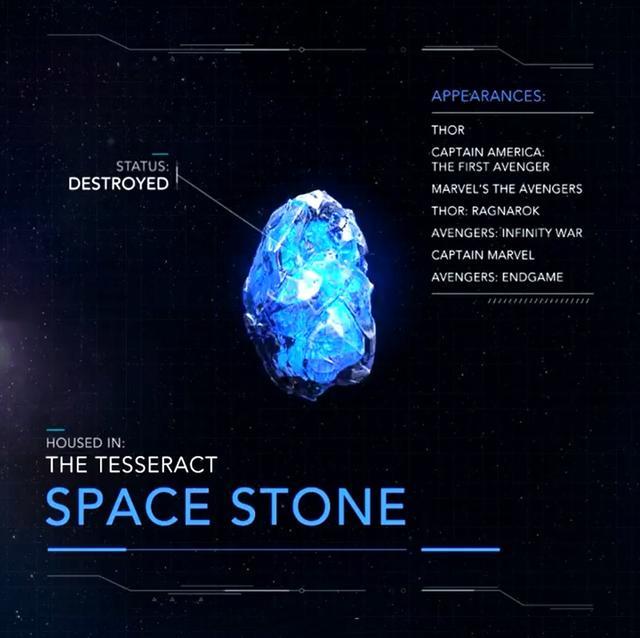 APPEARANCES:
THOR
CAPTAIN AMERICA:
THE FIRST AVENGER
MARVEL'S THE AVENGERS
THOR: RAGNAROK
AVENGERS: INFINITY WAR
CAPTAIN MARVEL
AVENGERS: ENDGAME
STATUS:
DESTROYED
HOUSED IN:
THE TESSERACT
SPACE STONE